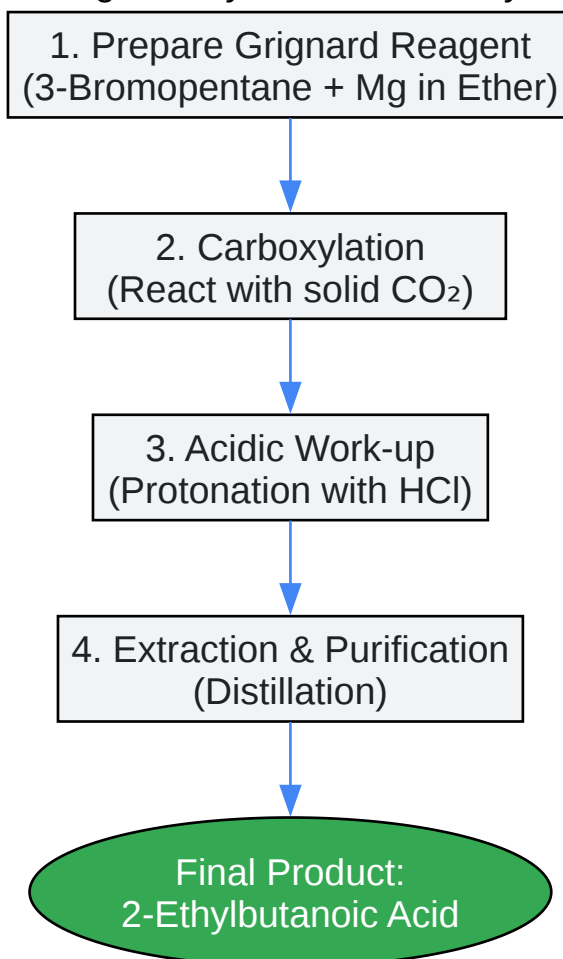 1. Prepare Grignard Reagent
(3-Bromopentane + Mg in Ether)
2. Carboxylation
(React with solid CO₂)
3. Acidic Work-up
(Protonation with HCl)
4. Extraction & Purification
(Distillation)
Final Product:
2-Ethylbutanoic Acid